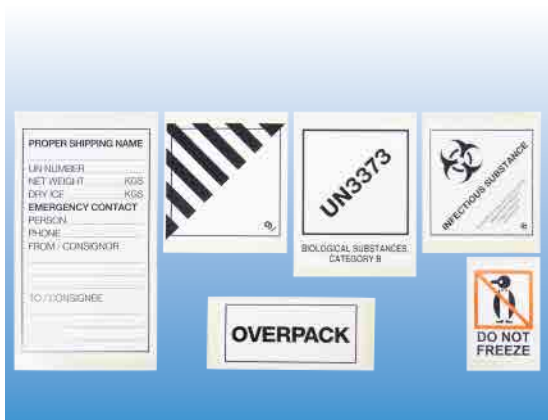 PROPER SHIPPING NAME
UN NUMBER
NET WEIGHT KGS
DRY ICE KGS
EMERGENCY CONTACT
PERSON
PHONE
FROM / CONSIGNOR
TO / CONSIGNEE
9
UN3373
BIOLOGICAL SUBSTANCES
CATEGORY B
INFECTIOUS SUBSTANCE
6
OVERPACK
DO NOT
FREEZE